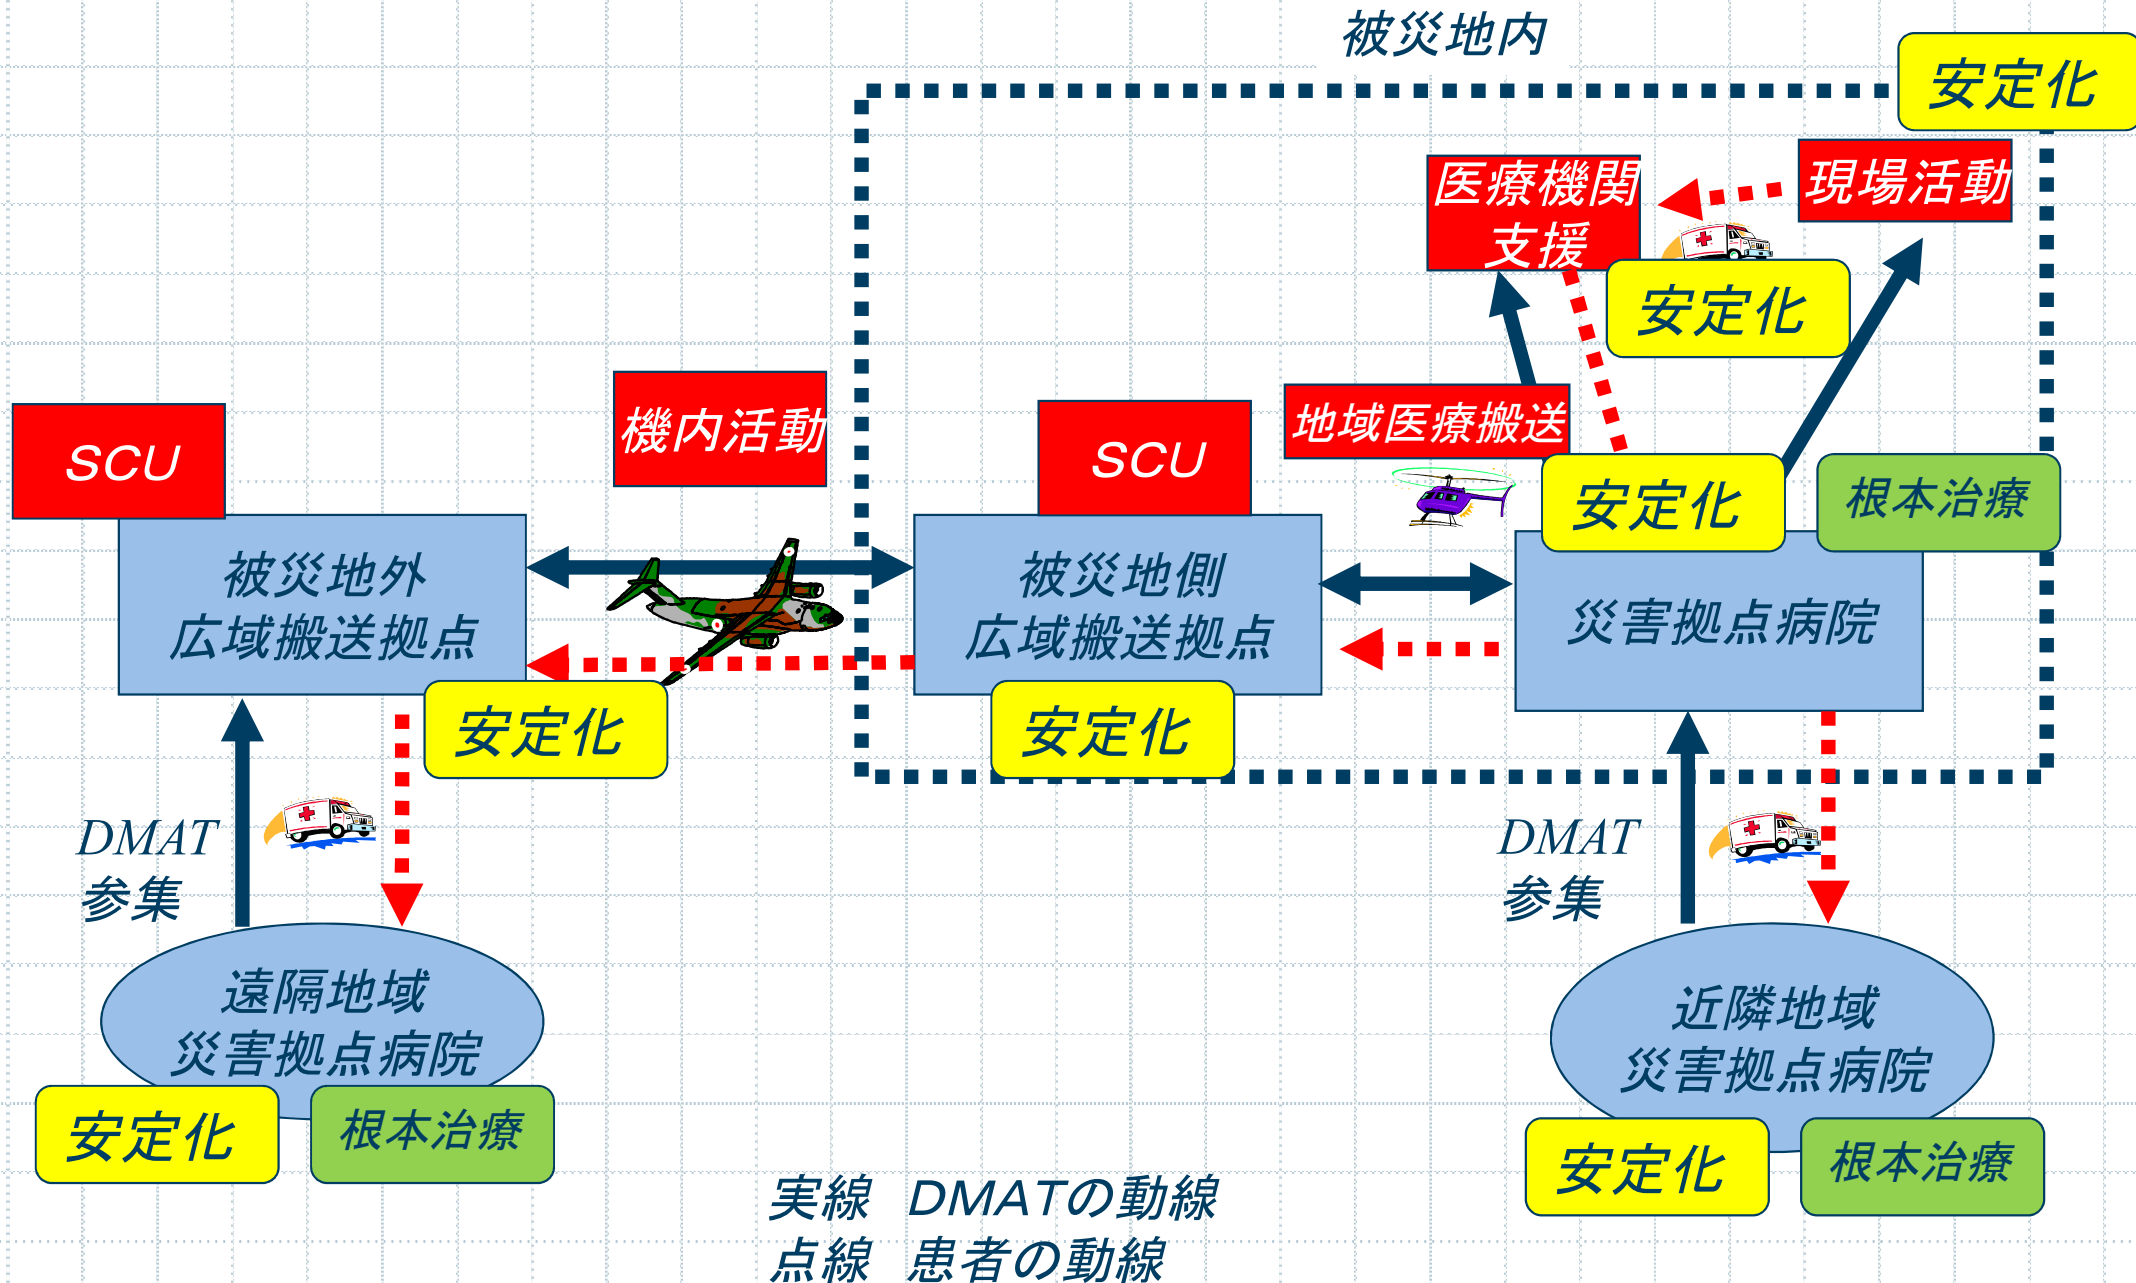 被災地内
安定化
現場活動
医療機関
支援
安定化
機内活動
地域医療搬送
SCU
SCU
安定化
根本治療
被災地外
広域搬送拠点
被災地側
広域搬送拠点
災害拠点病院
安定化
安定化
DMAT
参集
DMAT
参集
遠隔地域
災害拠点病院
近隣地域
災害拠点病院
安定化
根本治療
安定化
根本治療
実線　DMATの動線
点線　患者の動線